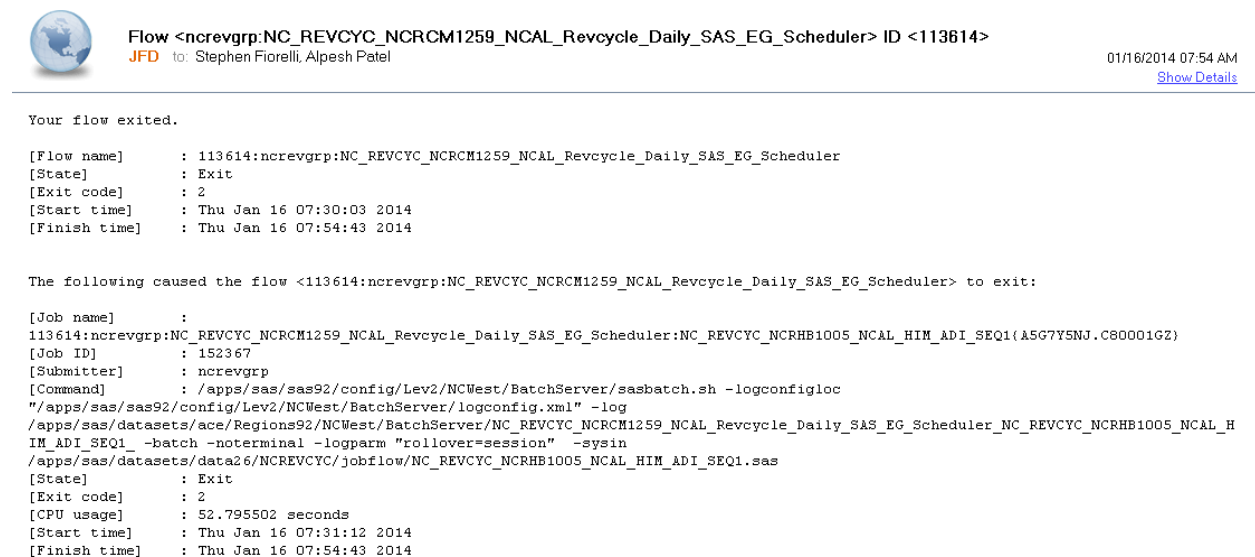 Flow <ncrevgrp:NC_REVCYC_NCRCM1259_NCAL_Revcycle_Daily_SAS_EG_Scheduler> ID <113614>
JFD to: Stephen Fiorelli, Alpesh Patel
01/16/2014 07:54 AM
Show Details
Your flow exited.
[Flow name] : 113614:ncrevgrp:NC_REVCYC_NCRCM1259_NCAL_Revcycle_Daily_SAS_EG_Scheduler
[State] : Exit
[Exit code] : 2
[Start time] : Thu Jan 16 07:30:03 2014
[Finish time] : Thu Jan 16 07:54:43 2014
The following caused the flow <113614:ncrevgrp:NC_REVCYC_NCRCM1259_NCAL_Revcycle_Daily_SAS_EG_Scheduler> to exit:
[Job name] :
113614:ncrevgrp:NC_REVCYC_NCRCM1259_NCAL_Revcycle_Daily_SAS_EG_Scheduler:NC_REVCYC_NCRHB1005_NCAL_HIM_ADI_SEQ1{A5G7Y5NJ.C80001GZ}
[Job ID] : 152367
[Submitter] : ncrevgrp
[Command] : /apps/sas/sas92/config/Lev2/NCWest/BatchServer/sasbatch.sh -logconfigloc
"/apps/sas/sas92/config/Lev2/NCWest/BatchServer/logconfig.xml" -log
/apps/sas/datasets/ace/Regions92/NCWest/BatchServer/NC_REVCYC_NCRCM1259_NCAL_Revcycle_Daily_SAS_EG_Scheduler_NC_REVCYC_NCRHB1005_NCAL_H
IM_ADI_SEQ1_ -batch -noterminal -logparm "rollover=session" -sysin
/apps/sas/datasets/data26/NCREVCYC/jobflow/NC_REVCYC_NCRHB1005_NCAL_HIM_ADI_SEQ1.sas
[State] : Exit
[Exit code] : 2
[CPU usage] : 52.795502 seconds
[Start time] : Thu Jan 16 07:31:12 2014
[Finish time] : Thu Jan 16 07:54:43 2014